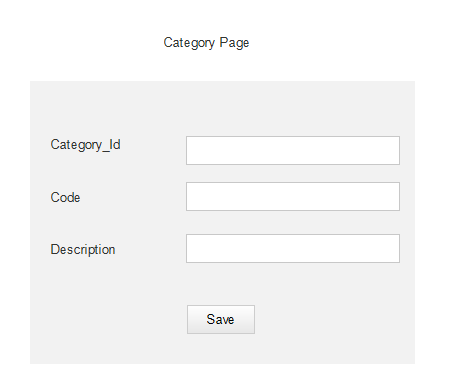 Category Page
Category_Id
Code
Description
Save